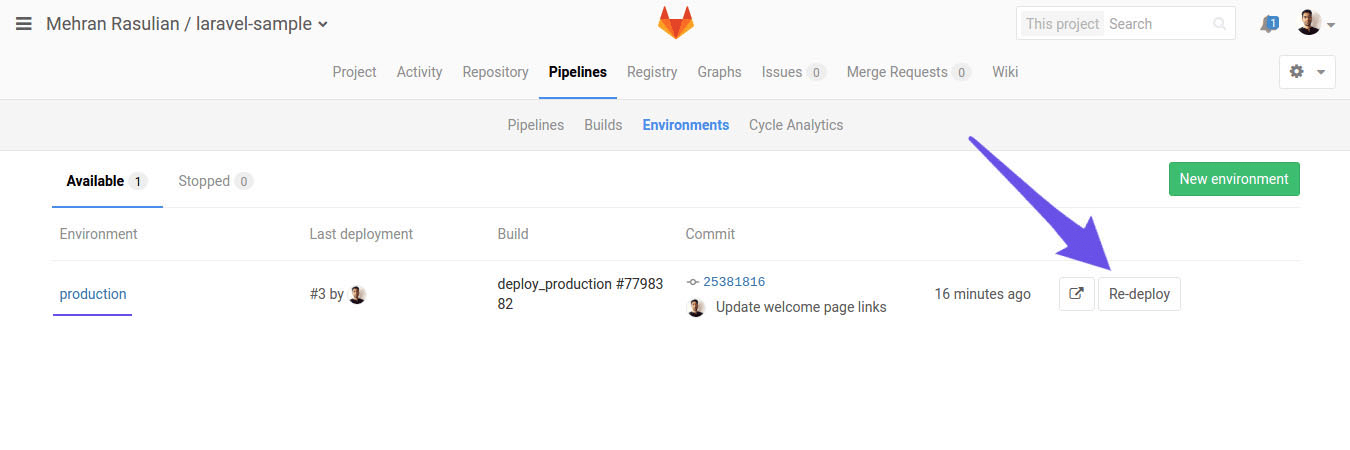 Mehran Rasulian / laravel-sample
This project Search
1
Project Activity Repository Pipelines Registry Graphs Issues 0 Merge Requests 0 Wiki
Pipelines Builds Environments Cycle Analytics
Available 1 Stopped 0
New environment
Environment Last deployment Build Commit
production #3 by deploy_production #77983 25381816 16 minutes ago Re-deploy
82 Update welcome page links